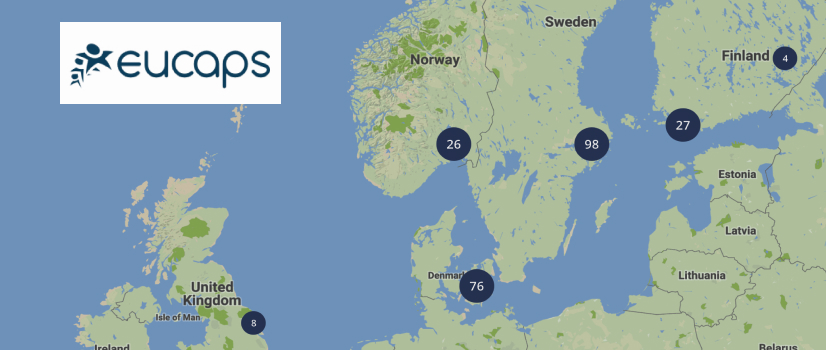 eucaps
Sweden
Norway
Finland
4
27
26
98
Estonia
Latvia
Denmar
76
Lithuania
United
Kingdom
Isle of Man
8
Ireland
Belarus